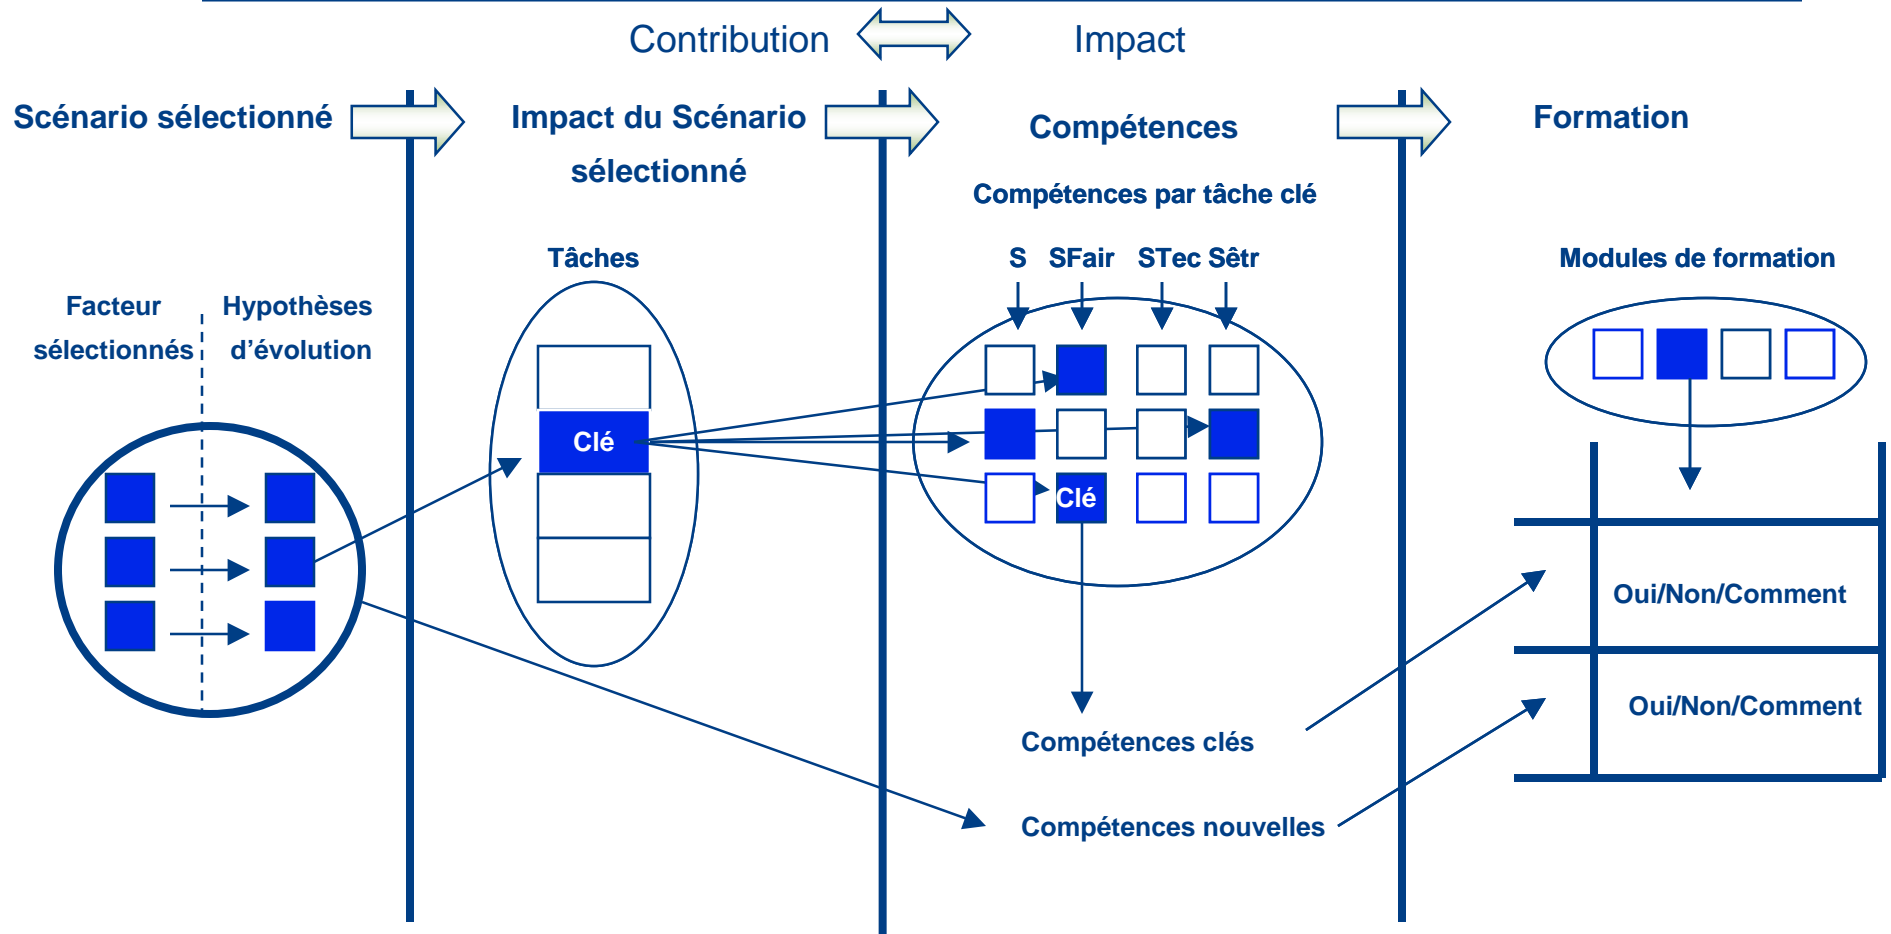 Contribution
Impact
Scénario sélectionné
Impact du Scénario
sélectionné
Compétences
Formation
Compétences par tâche clé
Tâches
S SFair STec Sêtr
Modules de formation
Facteur
sélectionnés
Hypothèses
d’évolution
Clé
Clé
Oui/Non/Comment
Oui/Non/Comment
Compétences clés
Compétences nouvelles